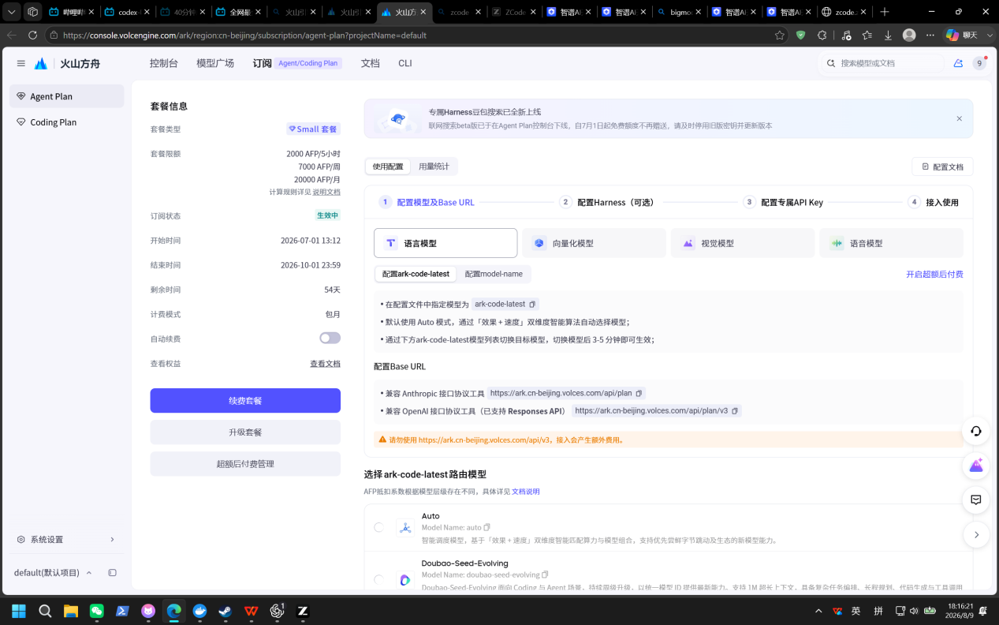 哔哩哔
codex
40分钟
全网最
火山引
火山引
火山方
zcode
ZCode
智谱AI
智谱AI
bigmo
智谱AI
智谱AI
zcode.
https://console.volcengine.com/ark/region:cn-beijing/subscription/agent-plan?projectName=default
聊天
火山方舟
控制台 模型广场 订阅 Agent/Coding Plan 文档 CLI
搜索模型或文档
9
Agent Plan
Coding Plan
系统设置
default(默认项目)
套餐信息
套餐类型 Small 套餐
套餐限额 2000 AFP/5小时
7000 AFP/周
20000 AFP/月
计算规则详见 说明文档
订阅状态 生效中
开始时间 2026-07-01 13:12
结束时间 2026-10-01 23:59
剩余时间 54天
计费模式 包月
自动续费
查看权益 查看文档
续费套餐
升级套餐
超额后付费管理
专属Harness豆包搜索已全新上线
联网搜索beta版已于在Agent Plan控制台下线，自7月1日起免费额度不再赠送，请及时停用旧版密钥并更新版本
使用配置 用量统计
配置文档
1 配置模型及Base URL 2 配置Harness（可选） 3 配置专属API Key 4 接入使用
语言模型 向量化模型 视觉模型 语音模型
配置ark-code-latest 配置model-name
开启超额后付费
• 在配置文件中指定模型为 ark-code-latest
• 默认使用 Auto 模式，通过「效果 + 速度」双维度智能算法自动选择模型；
• 通过下方ark-code-latest模型列表切换目标模型，切换模型后 3-5 分钟即可生效；
配置Base URL
• 兼容 Anthropic 接口协议工具 https://ark.cn-beijing.volces.com/api/plan
• 兼容 OpenAI 接口协议工具（已支持 Responses API） https://ark.cn-beijing.volces.com/api/plan/v3
请勿使用 https://ark.cn-beijing.volces.com/api/v3，接入会产生额外费用。
选择 ark-code-latest 路由模型
AFP抵扣系数根据模型层级存在不同，具体详见 文档说明
Auto
Model Name: auto
智能调度模型，基于「效果 + 速度」双维度智能匹配算力与模型组合，支持优先尝鲜字节跳动及生态的新模型能力。
Doubao-Seed-Evolving
Model Name: doubao-seed-evolving
Doubao-Seed-Evolving 面向 Coding 与 Agent 场景，持续周级升级，以统一模型 ID 提供最新能力。支持 1M 超长上下文，具备复杂任务编排、长程规划、代码生成与工具调用
1
英
拼
18:16:21
2026/8/9